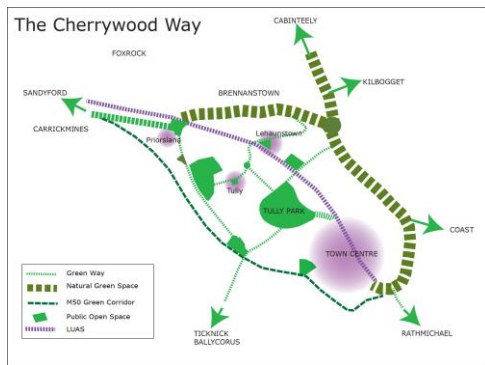 The Cherrywood Way
CABINTEELY
FOXROCK
KILBOGGET
SANDYFORD
BRENNANSTOWN
CARRICKMINES
Priorsland
Lehaunstown
Tully
TULLY PARK
COAST
TOWN CENTRE
Green Way
Natural Green Space
M50 Green Corridor
Public Open Space
LUAS
TICKNICK
BALLYCORUS
RATHMICHAEL